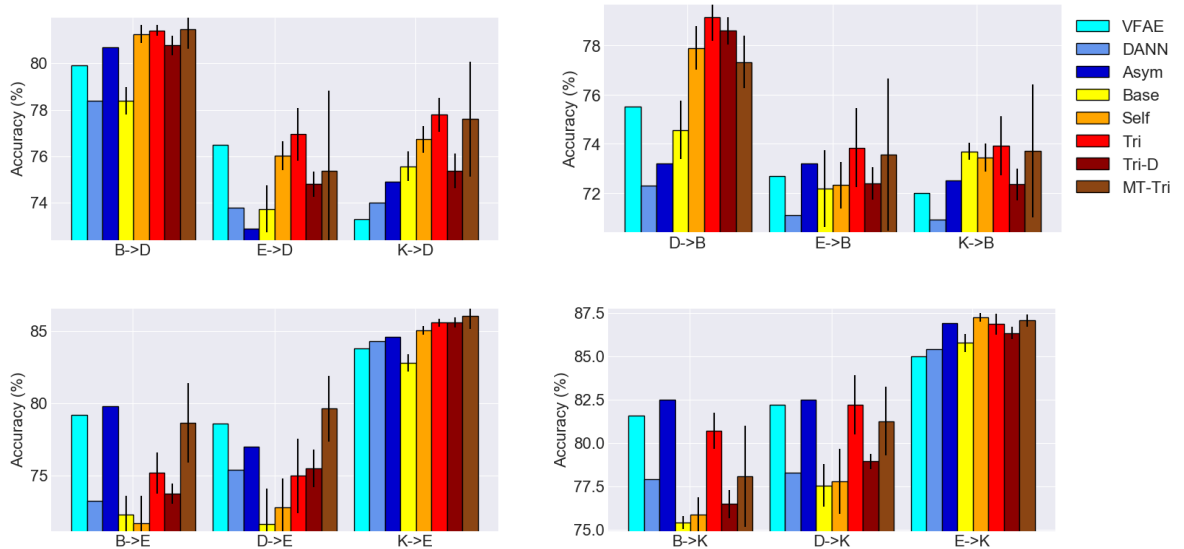 Accuracy (%)
80
78
76
74
B->D
E->D
K->D
Accuracy (%)
78
76
74
72
D->B
E->B
K->B
VFAE
DANN
Asym
Base
Self
Tri
Tri-D
MT-Tri
Accuracy (%)
85
80
75
B->E
D->E
K->E
Accuracy (%)
87.5
85.0
82.5
80.0
77.5
75.0
B->K
D->K
E->K